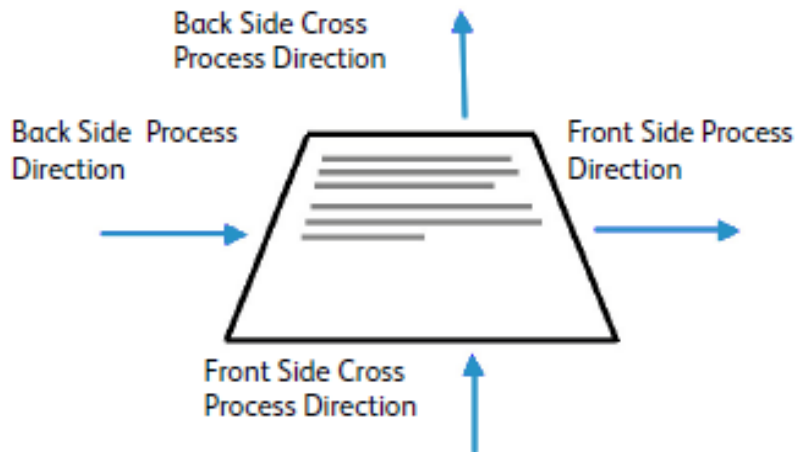 Back Side Cross
Process Direction
Back Side Process
Direction
Front Side Process
Direction
Front Side Cross
Process Direction